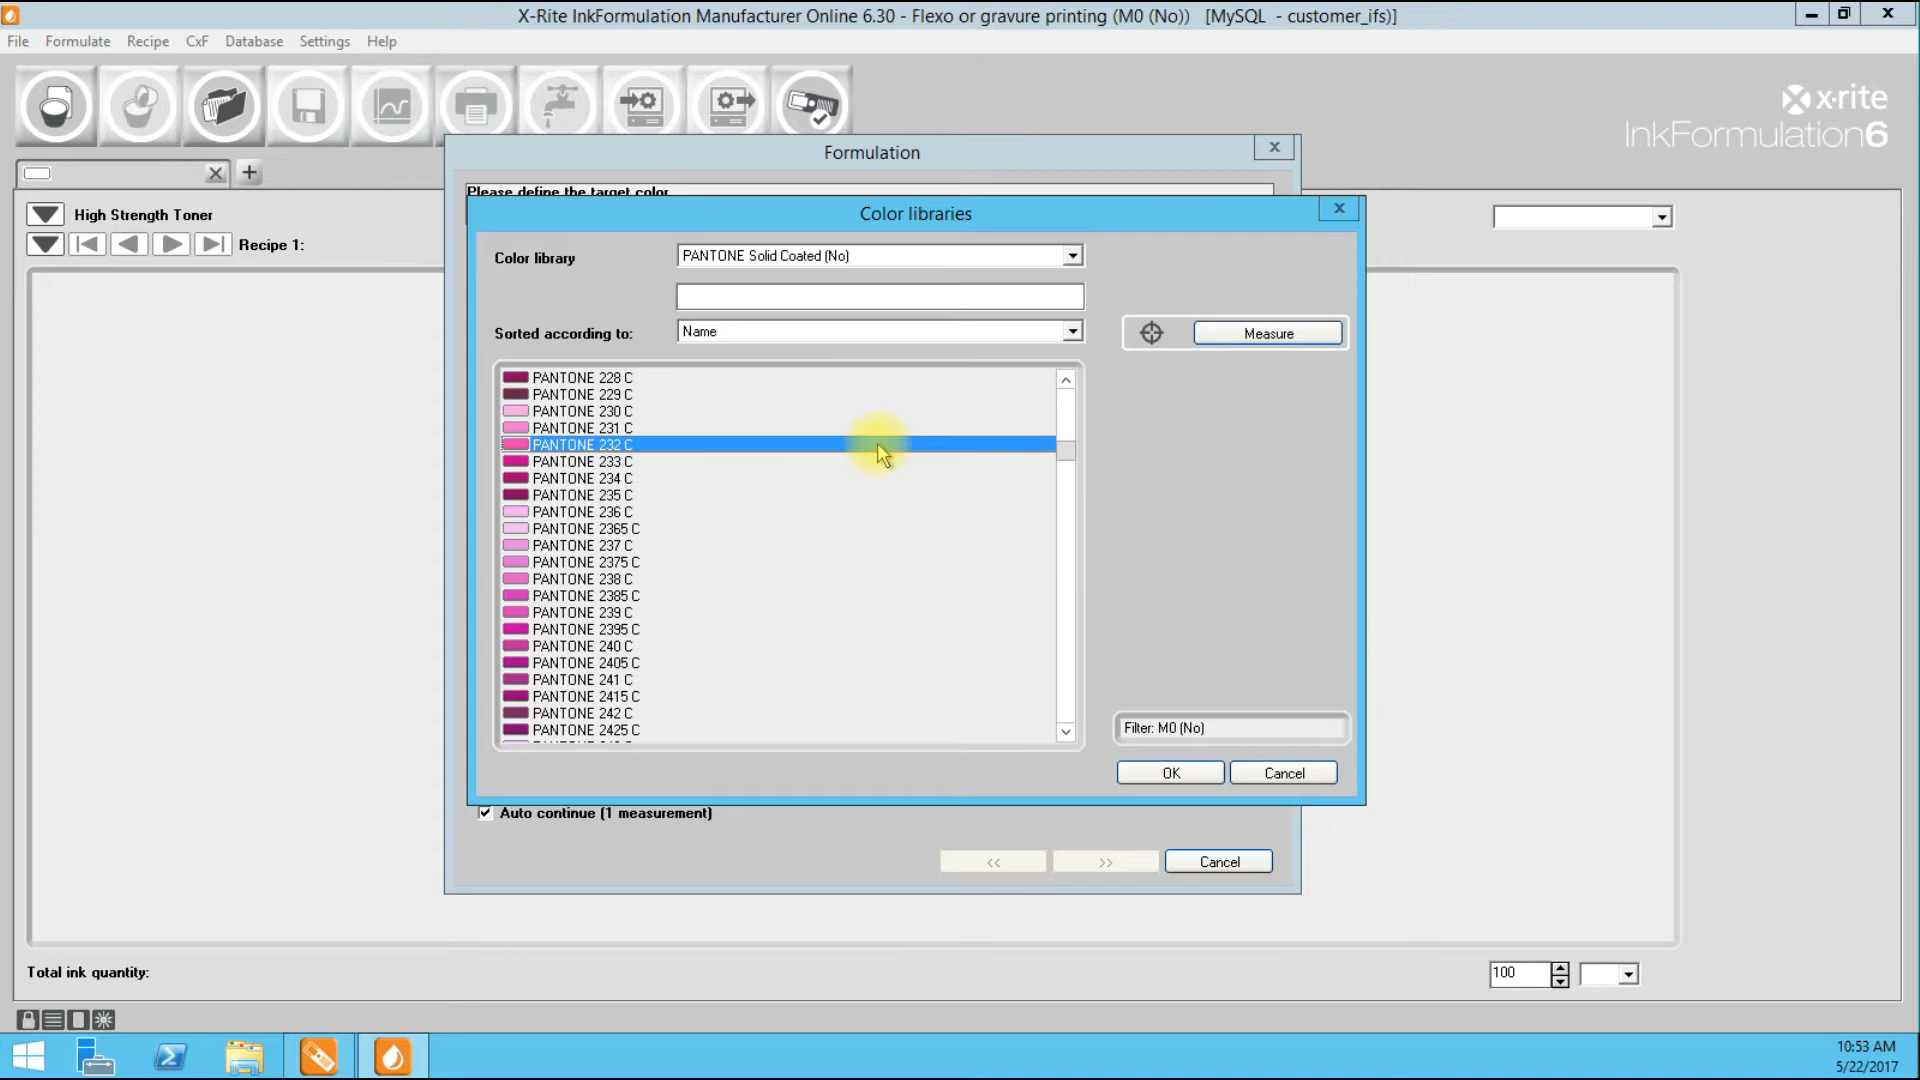 X-Rite InkFormulation Manufacturer Online 6.30 - Flexo or gravure printing (M0 (No)) [MySQL - customer_ifs)]
File Formulate Recipe CxF Database Settings Help
x·rite
InkFormulation6
Formulation
Please define the target color
High Strength Toner
Recipe 1:
Color libraries
Color library
PANTONE Solid Coated (No)
Sorted according to:
Name
Measure
PANTONE 228 C
PANTONE 229 C
PANTONE 230 C
PANTONE 231 C
PANTONE 232 C
PANTONE 233 C
PANTONE 234 C
PANTONE 235 C
PANTONE 236 C
PANTONE 2365 C
PANTONE 237 C
PANTONE 2375 C
PANTONE 238 C
PANTONE 2385 C
PANTONE 239 C
PANTONE 2395 C
PANTONE 240 C
PANTONE 2405 C
PANTONE 241 C
PANTONE 2415 C
PANTONE 242 C
PANTONE 2425 C
Filter: M0 (No)
OK
Cancel
Auto continue (1 measurement)
<<
>>
Cancel
Total ink quantity:
100
10:53 AM
5/22/2017